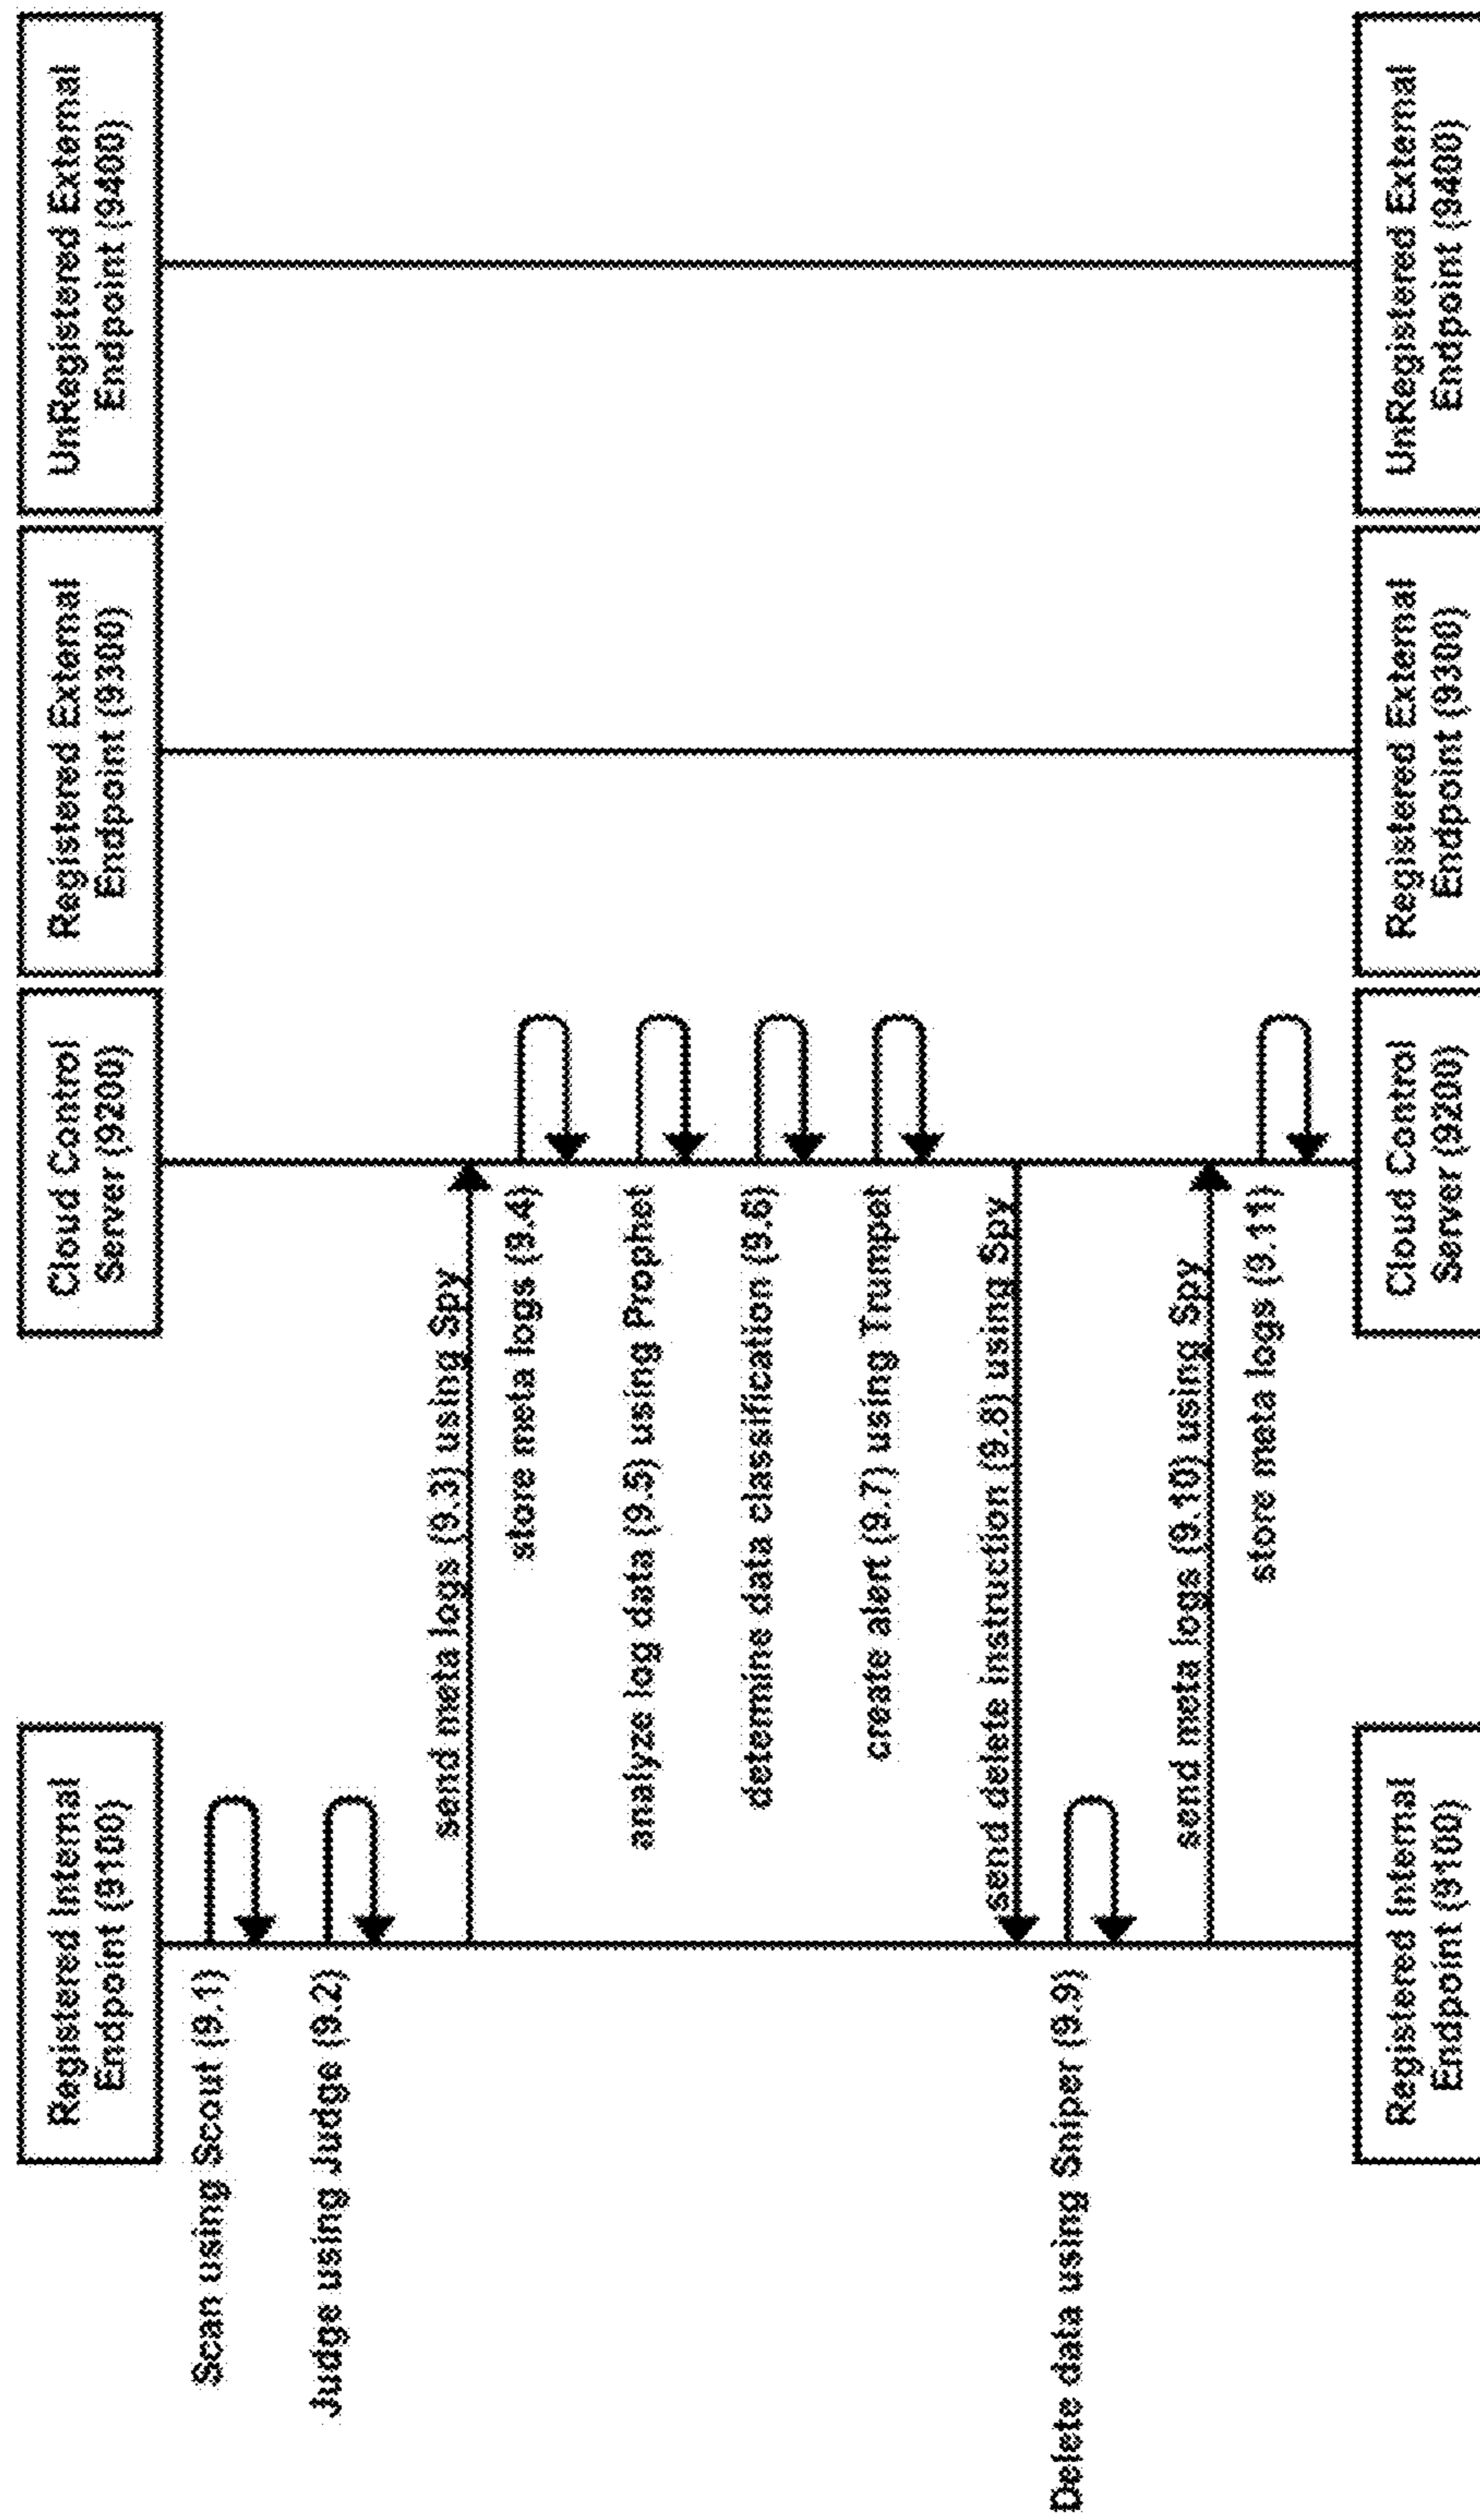 Registered Internal
Endpoint (9100)
Cloud Control
Server (9200)
Registered External
Endpoint (9300)
UnRegistered External
Endpoint (9400)
Scan using Scout (9.1)
Judge using Judge (9.2)
send meta logs (9.3) using Spy
store meta logs (9.4)
analyze log data (9.5) using Prophet
determine data classification (9.6)
create alert (9.7) using Trumpet
send delete instruction (9.8) using Spy
Delete data using Sniper (9.9)
send meta logs (9.10) using Spy
store meta logs (9.11)
Registered Internal
Endpoint (9100)
Cloud Control
Server (9200)
Registered External
Endpoint (9300)
UnRegistered External
Endpoint (9400)